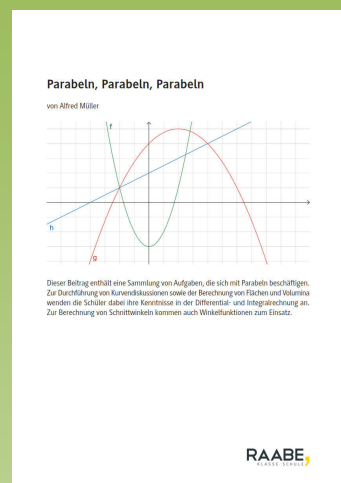 Parabeln, Parabeln, Parabeln
von Alfred Müller
f
h
g
Dieser Beitrag enthält eine Sammlung von Aufgaben, die sich mit Parabeln beschäftigen.
Zur Durchführung von Kurvendiskussionen sowie der Berechnung von Flächen und Volumina
wenden die Schüler dabei ihre Kenntnisse in der Differential- und Integralrechnung an.
Zur Berechnung von Schnittwinkeln kommen auch Winkelfunktionen zum Einsatz.
RAABE
KLASSE SCHULE